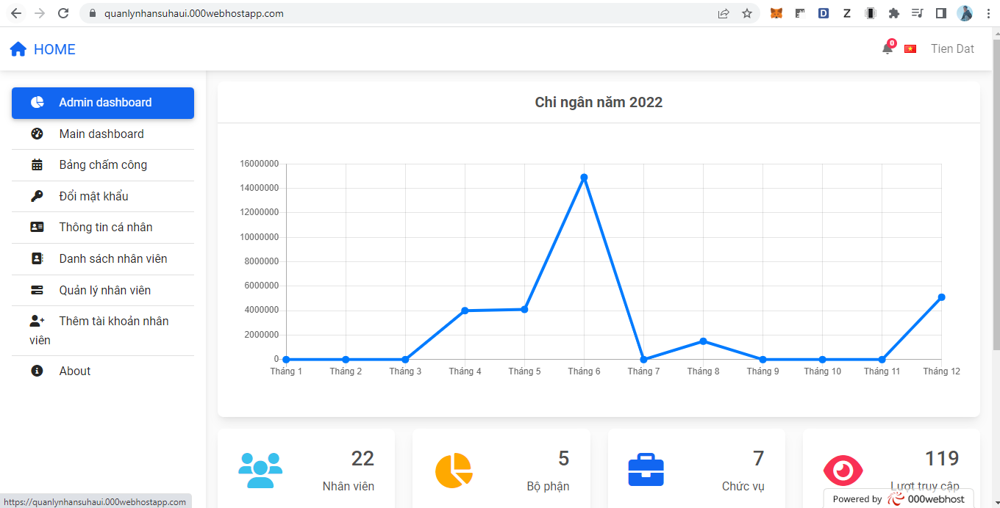 quanlynhansuhaui.000webhostapp.com
D
Z
HOME
0
Tien Dat
Admin dashboard
Main dashboard
Bảng chấm công
Đổi mật khẩu
Thông tin cá nhân
Danh sách nhân viên
Quản lý nhân viên
Thêm tài khoản nhân
viên
About
Chi ngân năm 2022
16000000
14000000
12000000
10000000
8000000
6000000
4000000
2000000
0
Tháng 1 Tháng 2 Tháng 3 Tháng 4 Tháng 5 Tháng 6 Tháng 7 Tháng 8 Tháng 9 Tháng 10 Tháng 11 Tháng 12
22
Nhân viên
5
Bộ phận
7
Chức vụ
119
Lượt truy cập
Powered by 000webhost
https://quanlynhansuhaui.000webhostapp.com